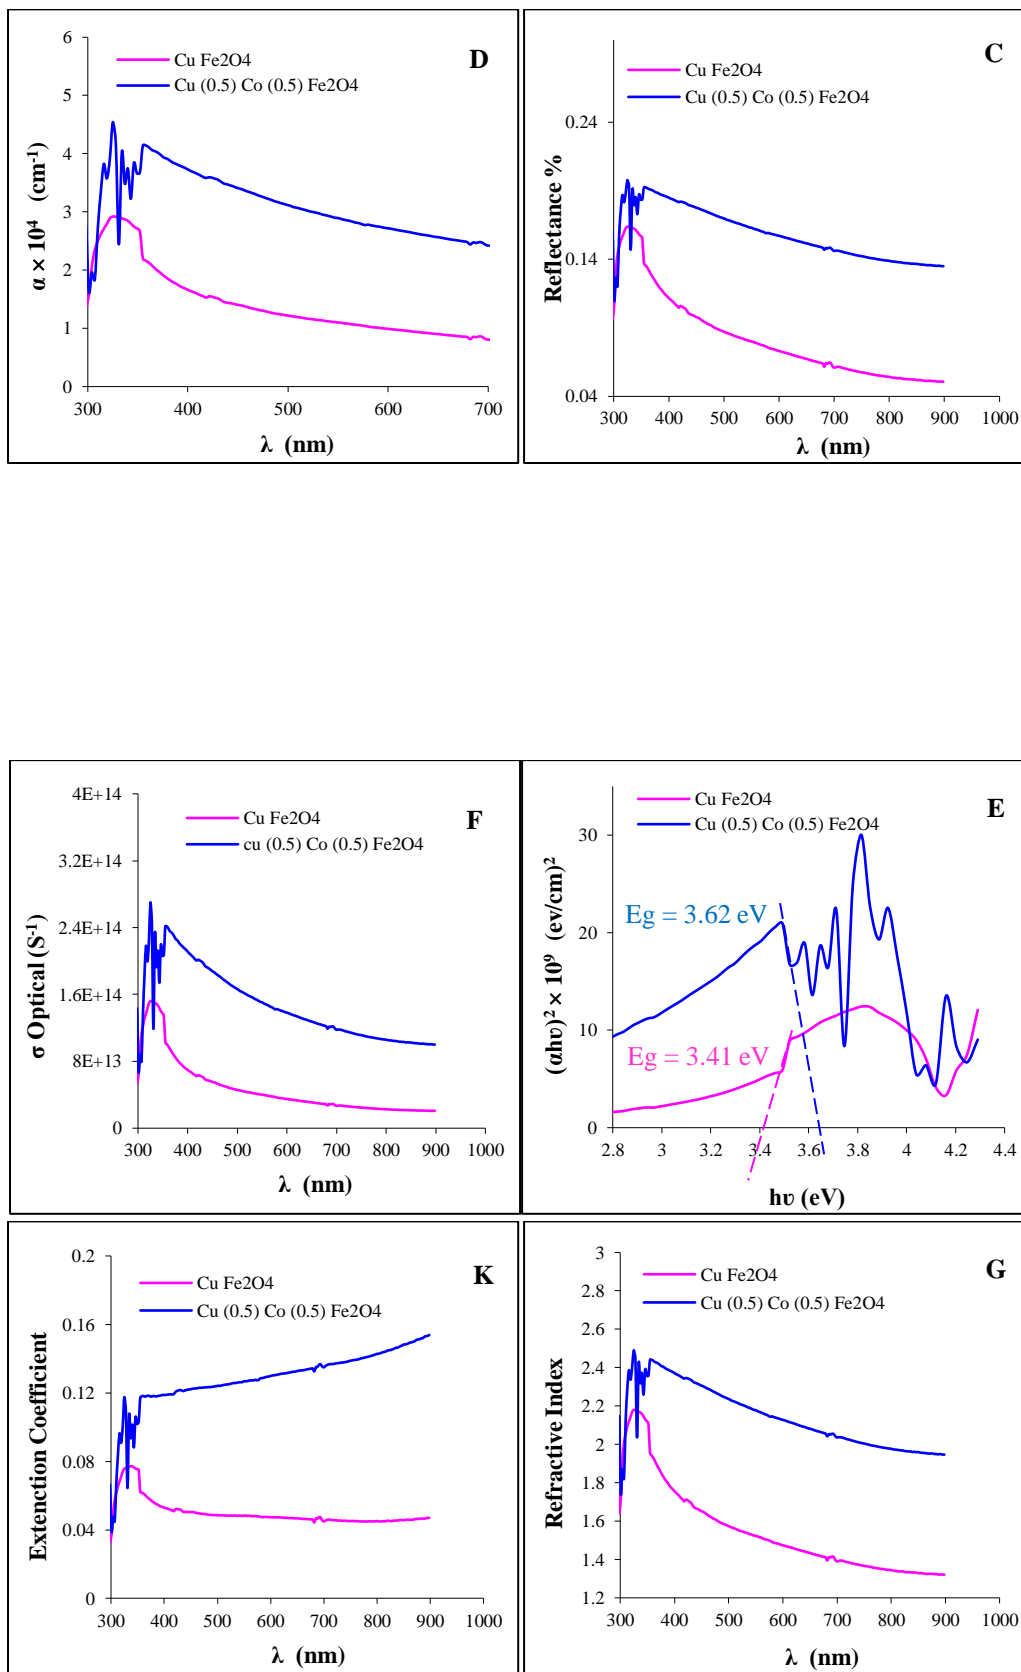 D
Cu Fe2O4
Cu (0.5) Co (0.5) Fe2O4
6
5
4
3
2
1
0
300 400 500 600 700
α × 10⁴ (cm⁻¹)
λ (nm)
C
Cu Fe2O4
Cu (0.5) Co (0.5) Fe2O4
0.24
0.14
0.04
300 400 500 600 700 800 900 1000
Reflectance %
λ (nm)
F
Cu Fe2O4
cu (0.5) Co (0.5) Fe2O4
4E+14
3.2E+14
2.4E+14
1.6E+14
8E+13
0
300 400 500 600 700 800 900 1000
σ Optical (S⁻¹)
λ (nm)
E
Cu Fe2O4
Cu (0.5) Co (0.5) Fe2O4
30
20
10
0
Eg = 3.62 eV
Eg = 3.41 eV
2.8 3 3.2 3.4 3.6 3.8 4 4.2 4.4
(αhυ)² × 10⁹ (ev/cm)²
hυ (eV)
K
Cu Fe2O4
Cu (0.5) Co (0.5) Fe2O4
0.2
0.16
0.12
0.08
0.04
0
300 400 500 600 700 800 900 1000
Extenction Coefficient
λ (nm)
G
Cu Fe2O4
Cu (0.5) Co (0.5) Fe2O4
3
2.8
2.6
2.4
2.2
2
1.8
1.6
1.4
1.2
300 400 500 600 700 800 900 1000
Refractive Index
λ (nm)